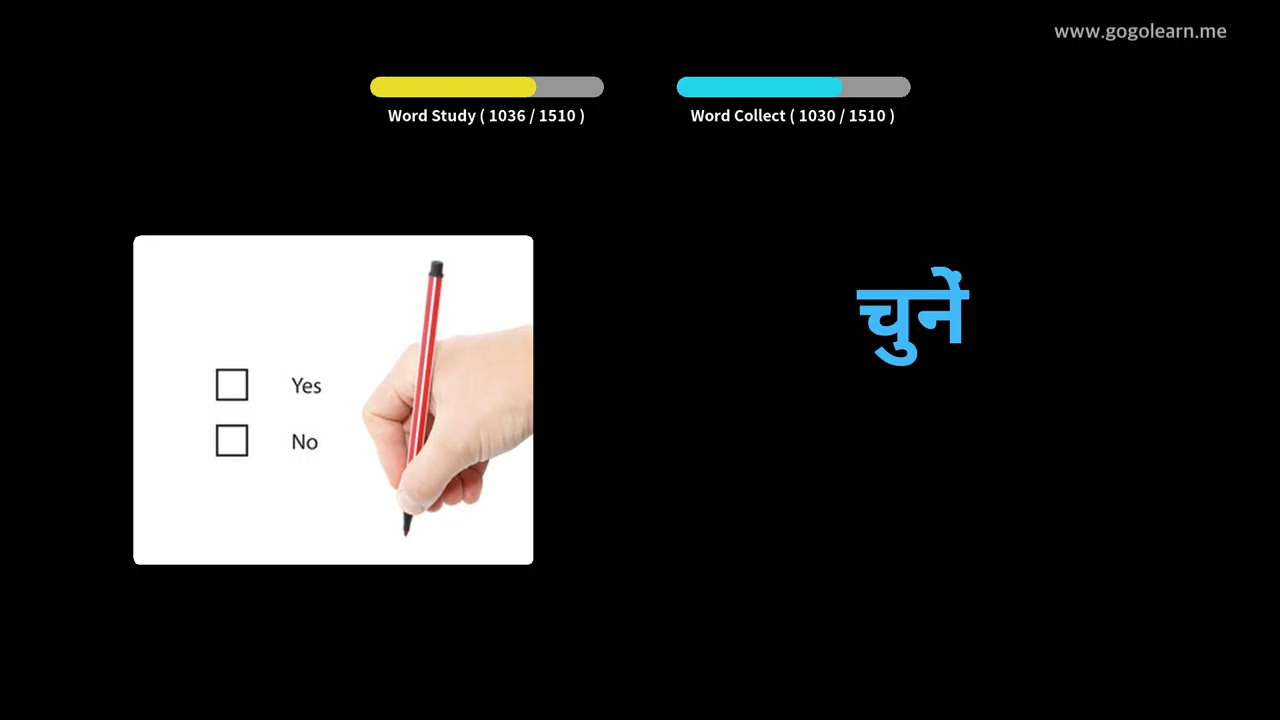 www.gogolearn.me
Word Study ( 1036 / 1510 )
Word Collect ( 1030 / 1510 )
चुनें
Yes
No